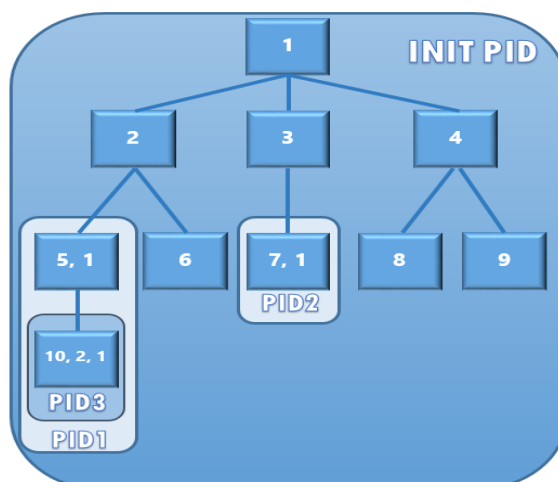 1
INIT PID
2
3
4
5, 1
6
7, 1
8
9
PID2
10, 2, 1
PID3
PID1